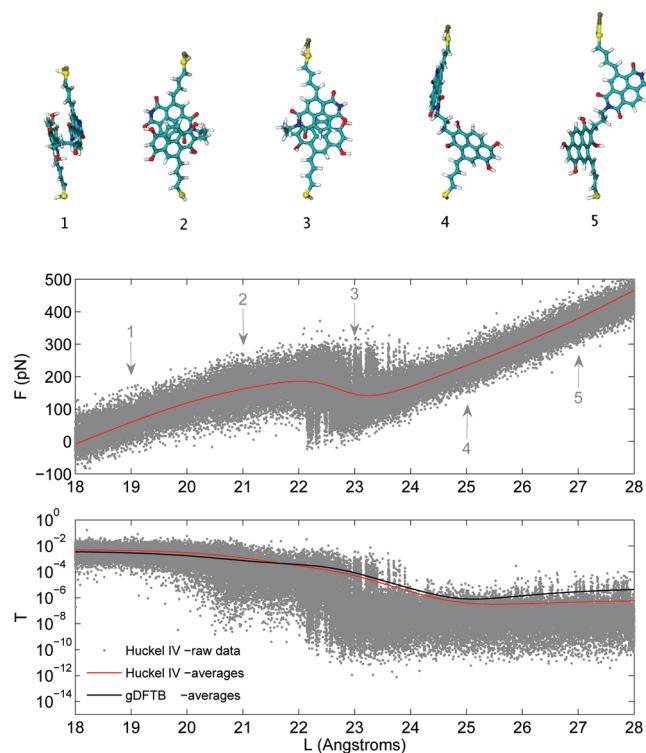 1 2 3 4 5
500
400
300
200
100
0
−100
F (pN)
1
2
3
4
5
18 19 20 21 22 23 24 25 26 27 28
10^0
10^−2
10^−4
10^−6
10^−8
10^−10
10^−12
10^−14
T
Huckel IV −raw data
Huckel IV −averages
gDFTB −averages
18 19 20 21 22 23 24 25 26 27 28
L (Angstroms)